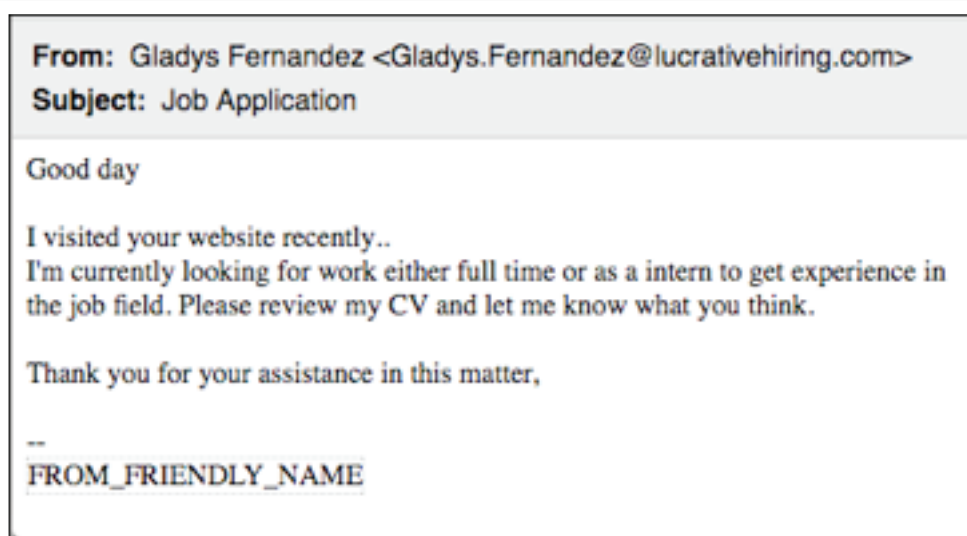 From: Gladys Fernandez <Gladys.Fernandez@lucrativehiring.com>
Subject: Job Application
Good day
I visited your website recently..
I'm currently looking for work either full time or as a intern to get experience in
the job field. Please review my CV and let me know what you think.
Thank you for your assistance in this matter,
--
FROM_FRIENDLY_NAME